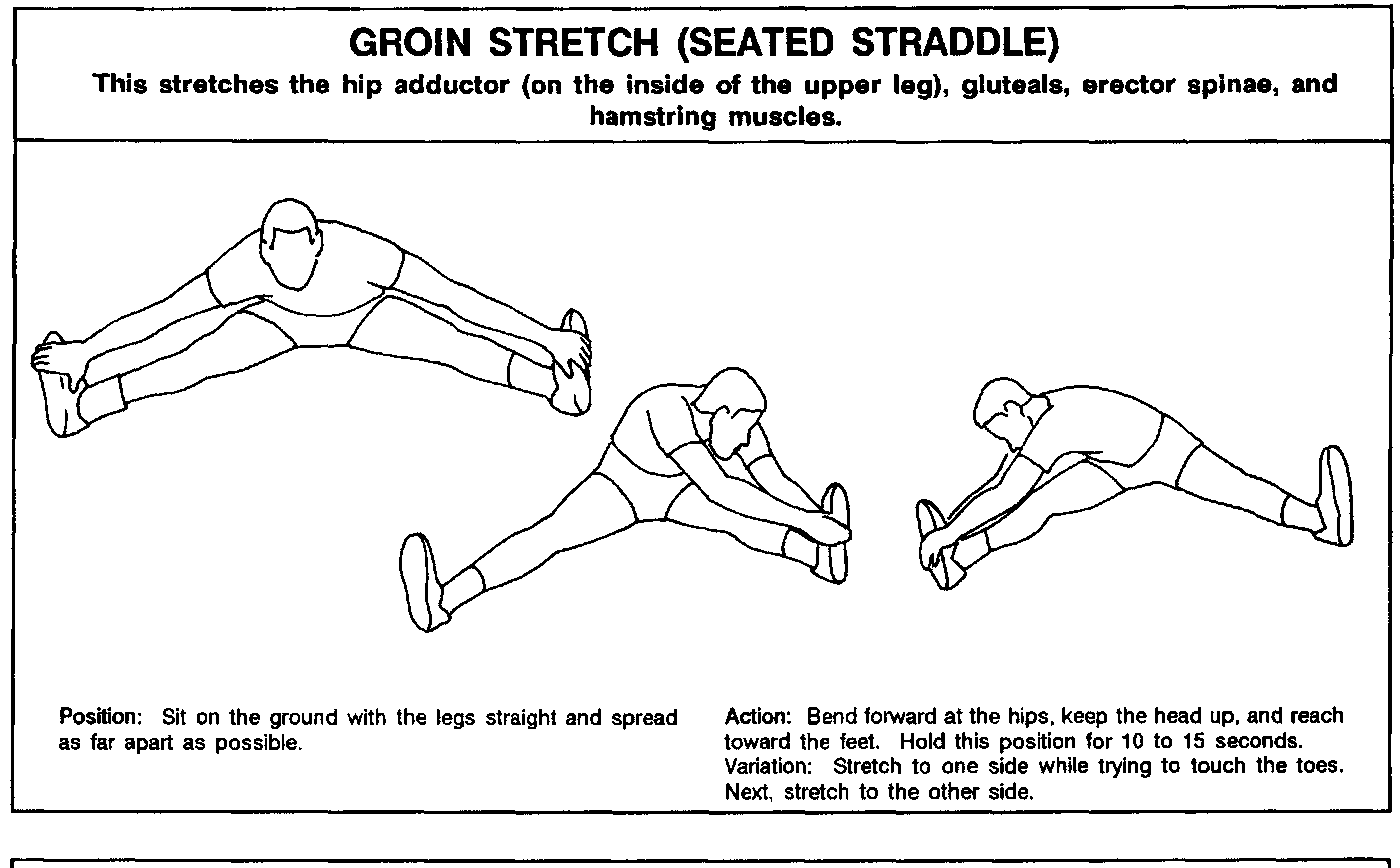 GROIN STRETCH (SEATED STRADDLE)
This stretches the hip adductor (on the inside of the upper leg), gluteals, erector spinae, and
hamstring muscles.
Position: Sit on the ground with the legs straight and spread
as far apart as possible.
Action: Bend forward at the hips, keep the head up, and reach
toward the feet. Hold this position for 10 to 15 seconds.
Variation: Stretch to one side while trying to touch the toes.
Next, stretch to the other side.